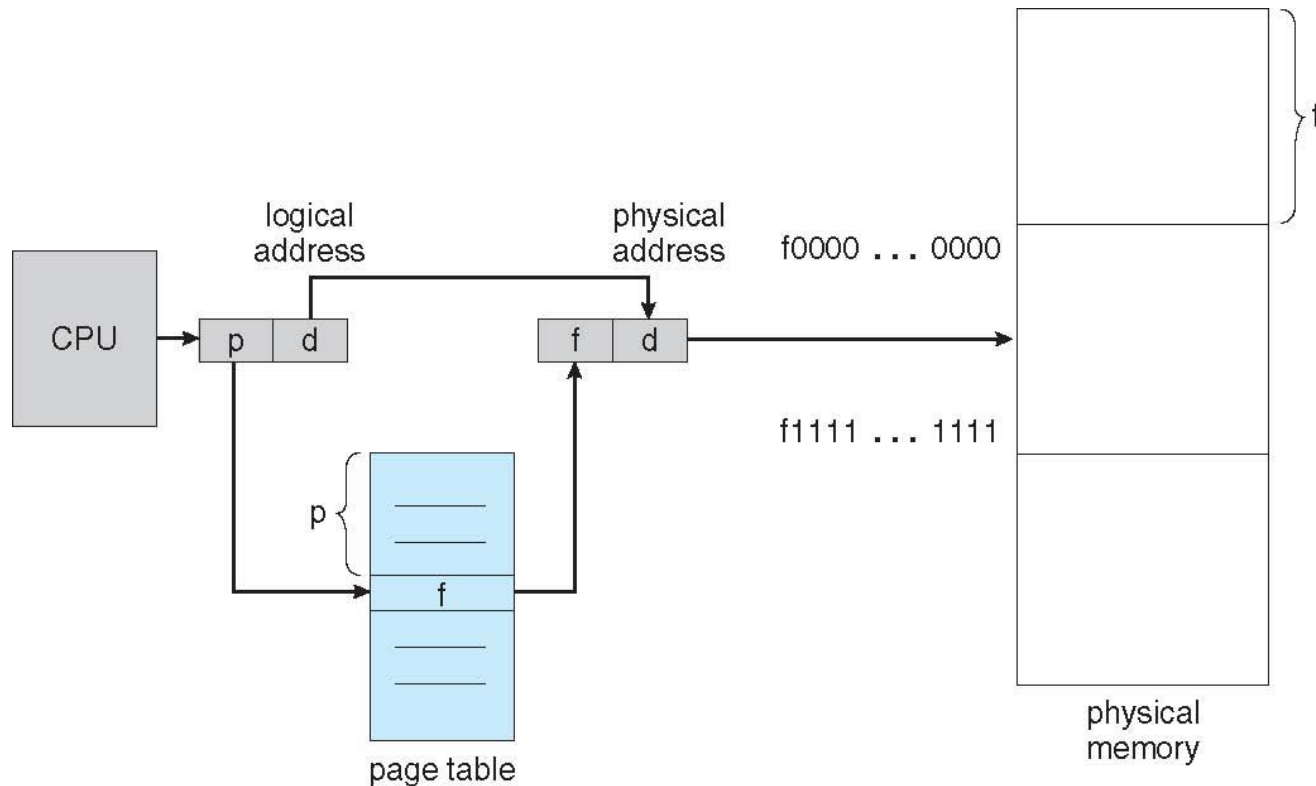 f
logical
address
physical
address
f0000 ... 0000
CPU
p
d
f
d
f1111 ... 1111
p
f
physical
memory
page table